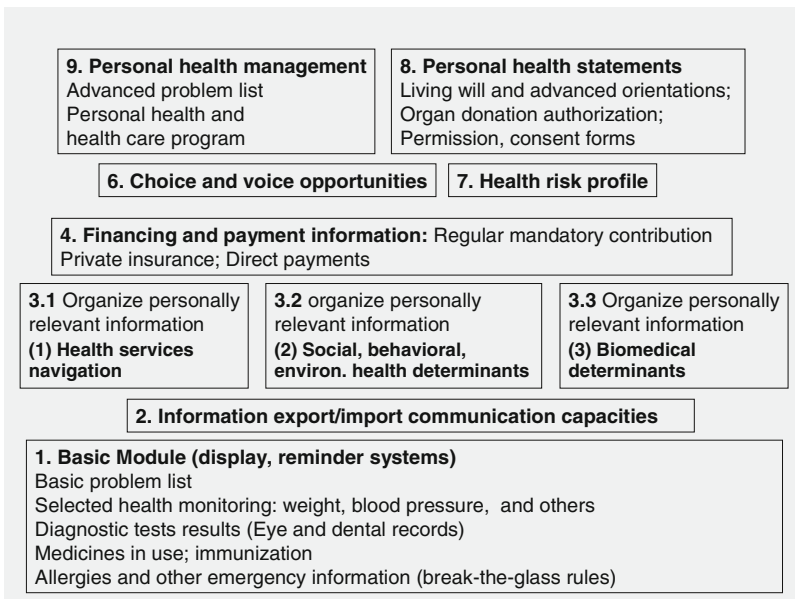 9. Personal health management
Advanced problem list
Personal health and
health care program
8. Personal health statements
Living will and advanced orientations;
Organ donation authorization;
Permission, consent forms
6. Choice and voice opportunities
7. Health risk profile
4. Financing and payment information: Regular mandatory contribution
Private insurance; Direct payments
3.1 Organize personally
relevant information
(1) Health services
navigation
3.2 organize personally
relevant information
(2) Social, behavioral,
environ. health determinants
3.3 Organize personally
relevant information
(3) Biomedical
determinants
2. Information export/import communication capacities
1. Basic Module (display, reminder systems)
Basic problem list
Selected health monitoring: weight, blood pressure, and others
Diagnostic tests results (Eye and dental records)
Medicines in use; immunization
Allergies and other emergency information (break-the-glass rules)